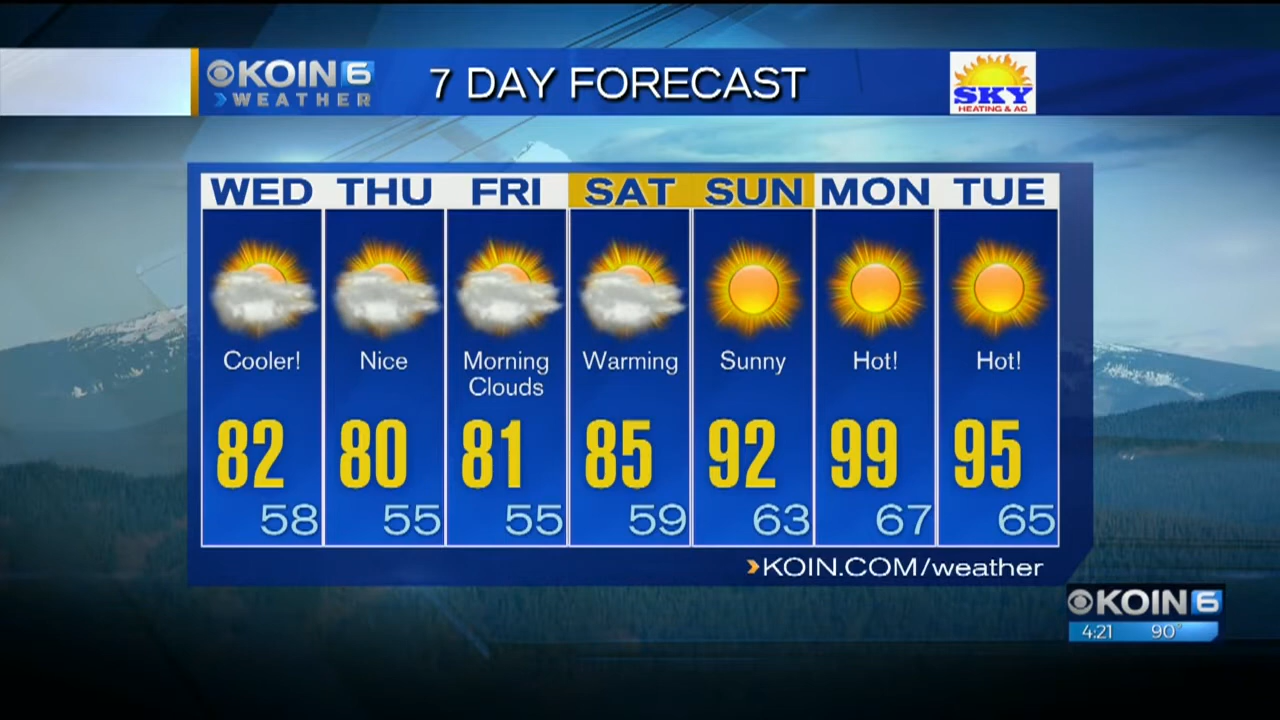 KOIN 6
WEATHER
7 DAY FORECAST
SKY
HEATING & AC
WED THU FRI SAT SUN MON TUE
Cooler! Nice Morning Clouds Warming Sunny Hot! Hot!
82 80 81 85 92 99 95
58 55 55 59 63 67 65
KOIN.COM/weather
KOIN 6
4:21 90°